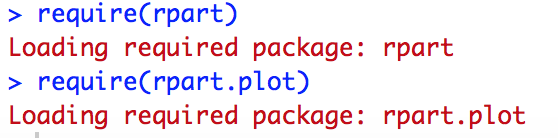 > require(rpart)
Loading required package: rpart
> require(rpart.plot)
Loading required package: rpart.plot